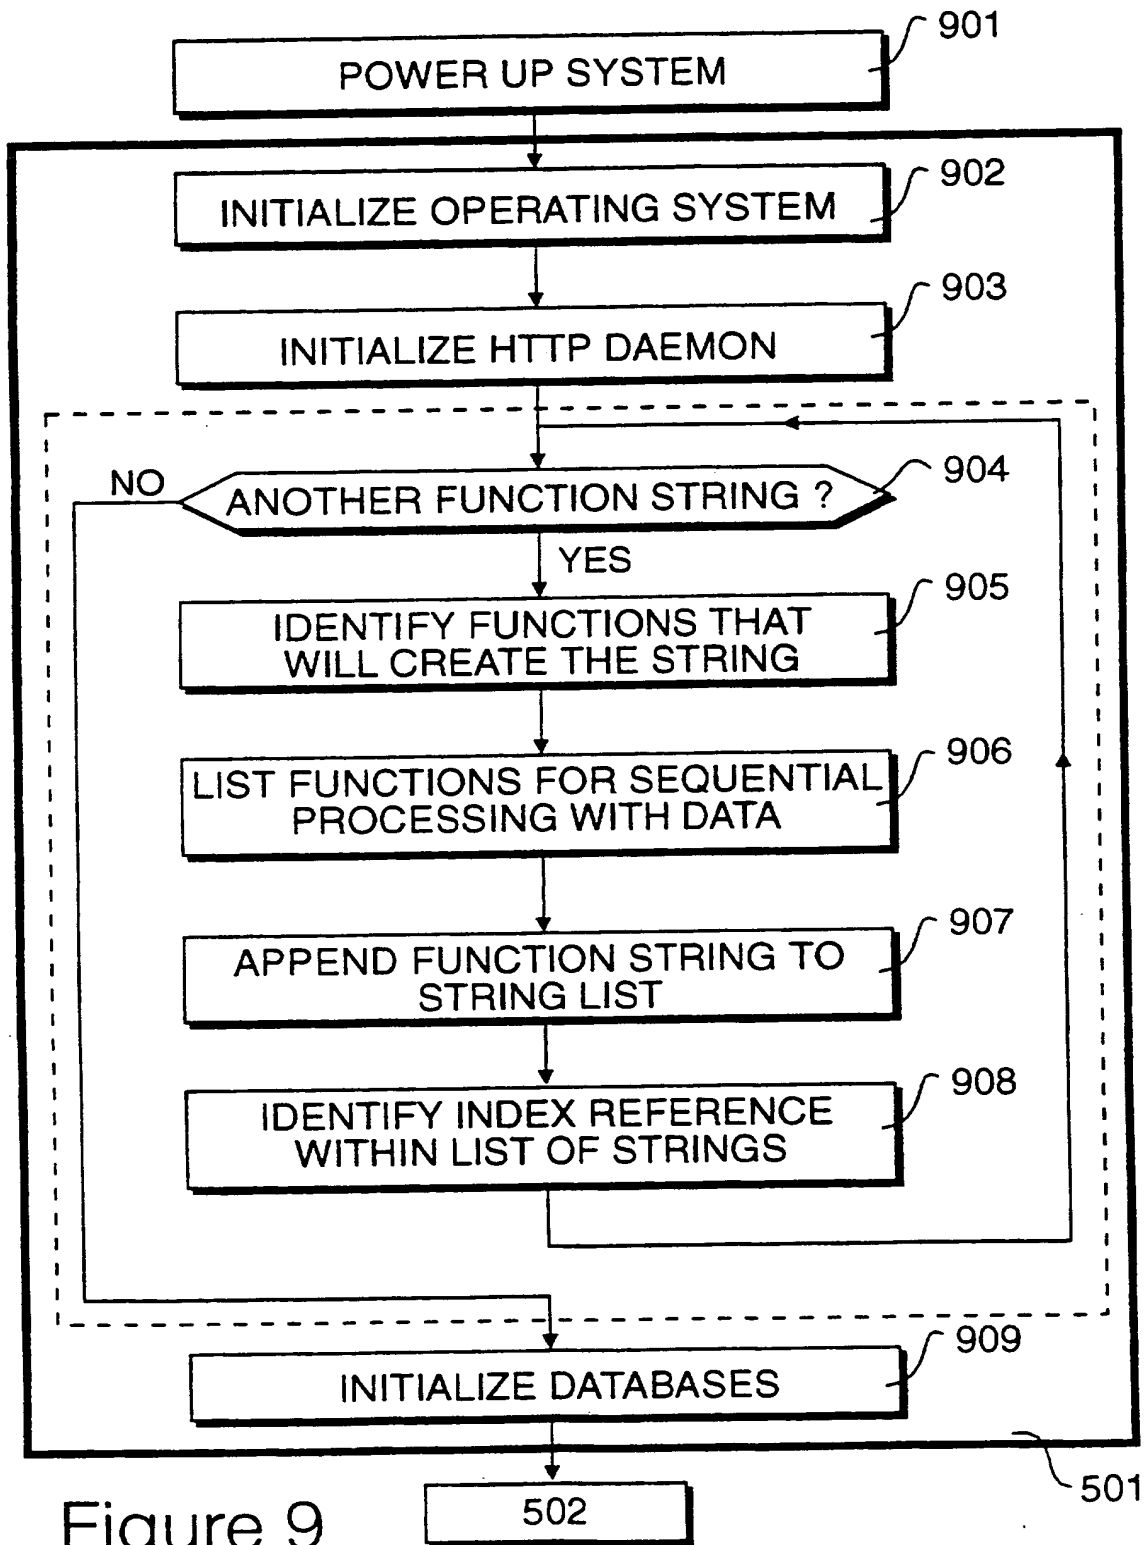 901
POWER UP SYSTEM
902
INITIALIZE OPERATING SYSTEM
903
INITIALIZE HTTP DAEMON
904
NO
ANOTHER FUNCTION STRING ?
YES
905
IDENTIFY FUNCTIONS THAT
WILL CREATE THE STRING
906
LIST FUNCTIONS FOR SEQUENTIAL
PROCESSING WITH DATA
907
APPEND FUNCTION STRING TO
STRING LIST
908
IDENTIFY INDEX REFERENCE
WITHIN LIST OF STRINGS
909
INITIALIZE DATABASES
501
502
Figure 9